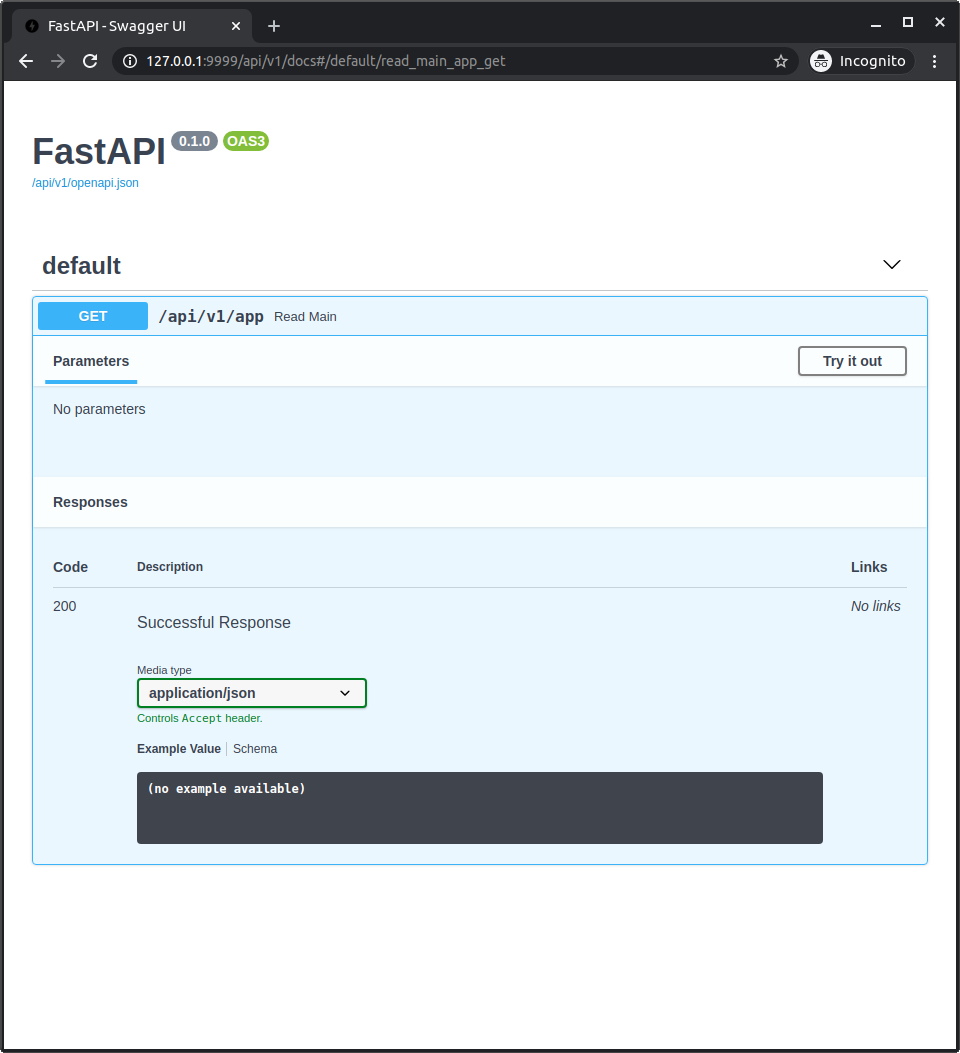 FastAPI - Swagger UI
127.0.0.1:9999/api/v1/docs#/default/read_main_app_get
Incognito
FastAPI 0.1.0 OAS3
/api/v1/openapi.json
default
GET /api/v1/app Read Main
Parameters Try it out
No parameters
Responses
Code Description Links
200 No links
Successful Response
Media type
application/json
Controls Accept header.
Example Value Schema
(no example available)